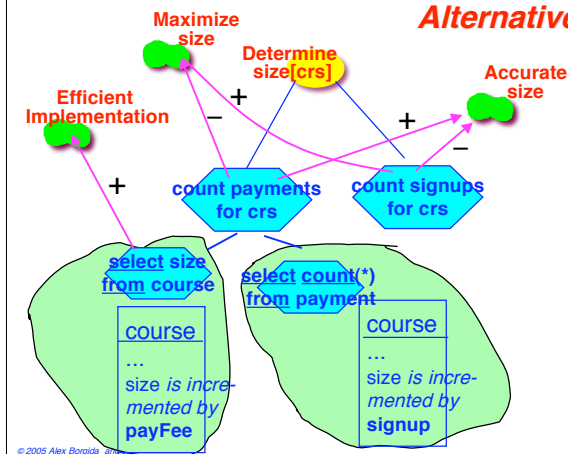 Alternative
Maximize
size
Determine
size[crs]
Accurate
size
Efficient
Implementation
+
−
+
−
+
count payments
for crs
count signups
for crs
select size
from course
select count(*)
from payment
course
...
size is incre-
mented by
payFee
course
...
size is incre-
mented by
signup
© 2005 Alex Borgida and